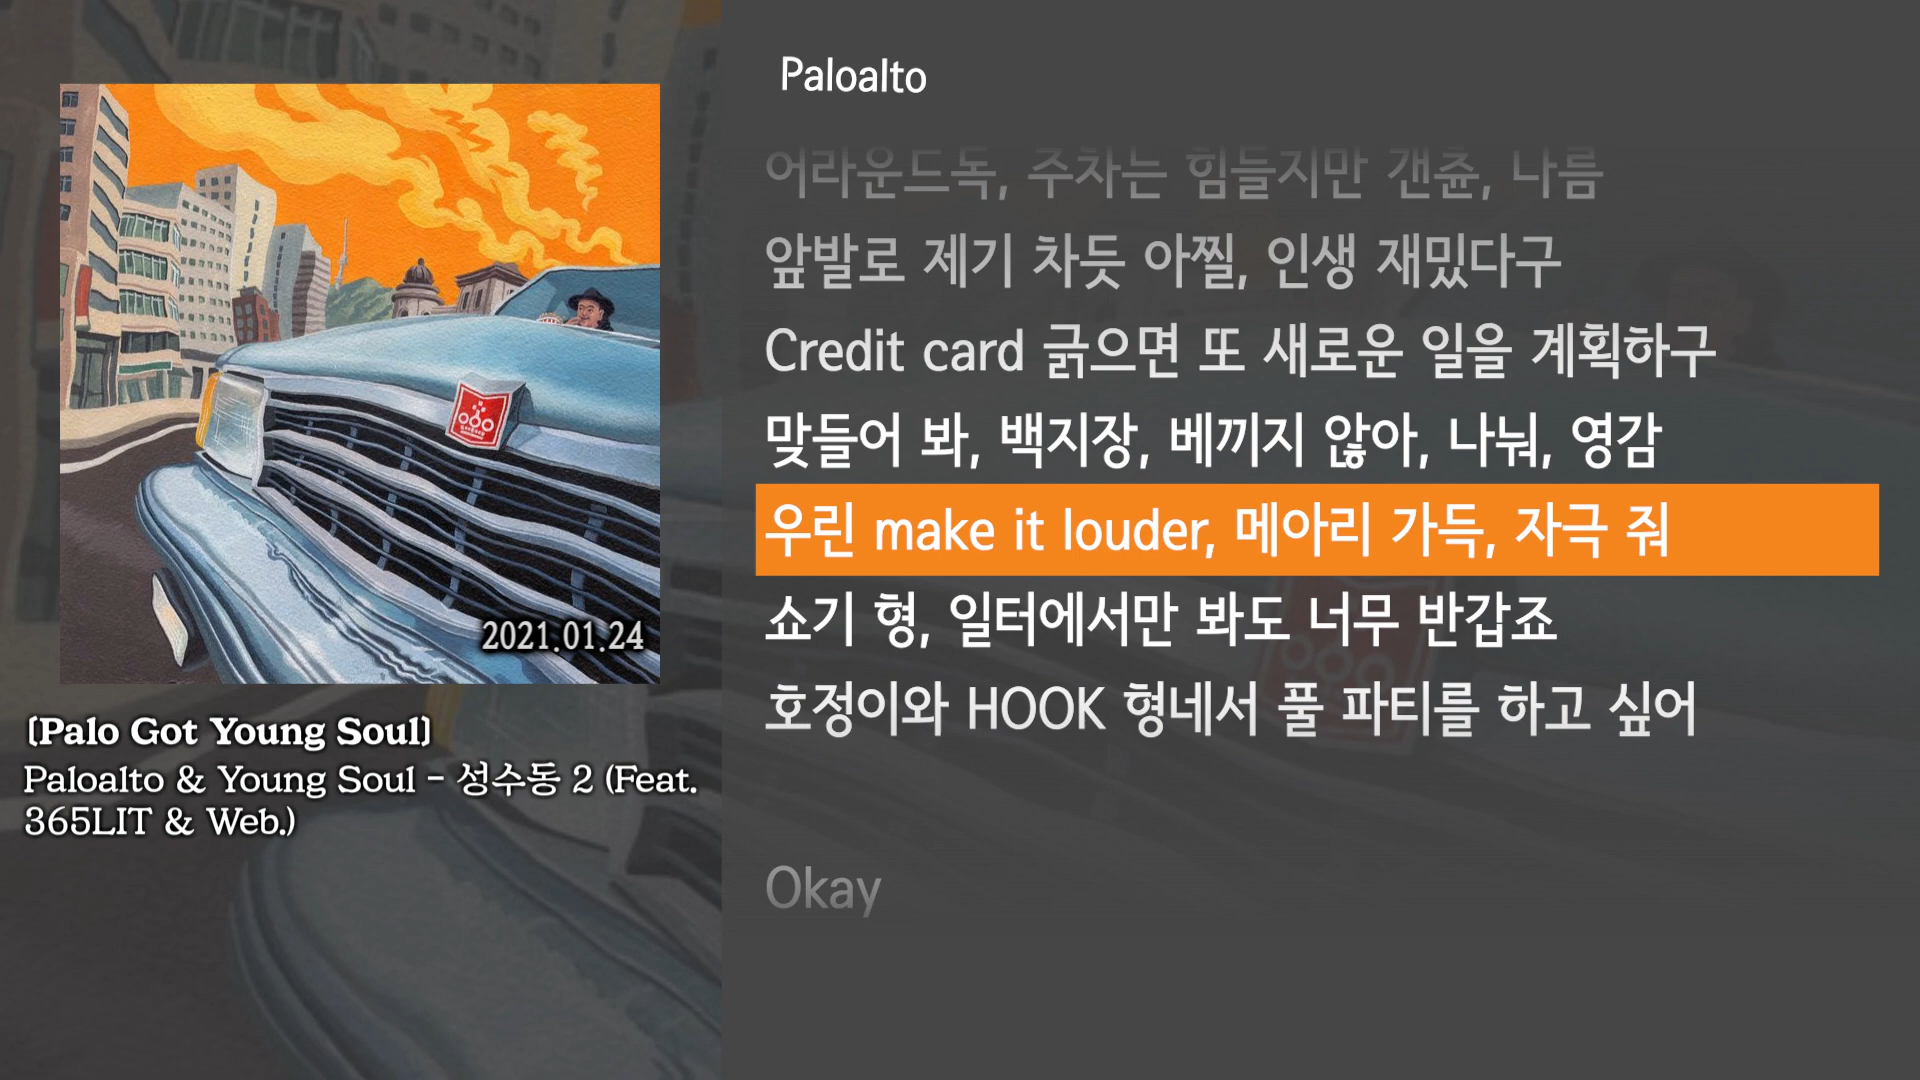 Paloalto
어라운드독, 주차는 힘들지만 갠춘, 나름
앞발로 제기 차듯 아찔, 인생 재밌다구
Credit card 긁으면 또 새로운 일을 계획하구
맞들어 봐, 백지장, 베끼지 않아, 나눠, 영감
우린 make it louder, 메아리 가득, 자극 줘
쇼기 형, 일터에서만 봐도 너무 반갑죠
호정이와 HOOK 형네서 풀 파티를 하고 싶어
Okay
2021.01.24
[Palo Got Young Soul]
Paloalto & Young Soul - 성수동 2 (Feat.
365LIT & Web.)